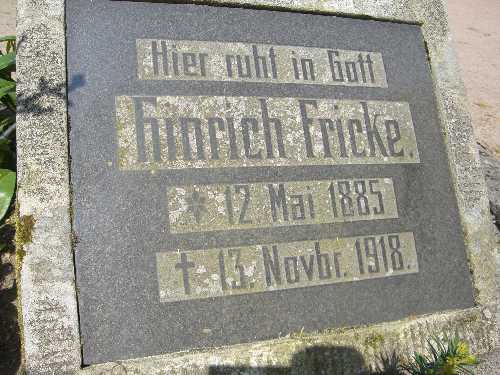 Hier ruht in Gott
Hinrich Fricke.
* 12. Mai 1885
† 13. Novbr. 1918.